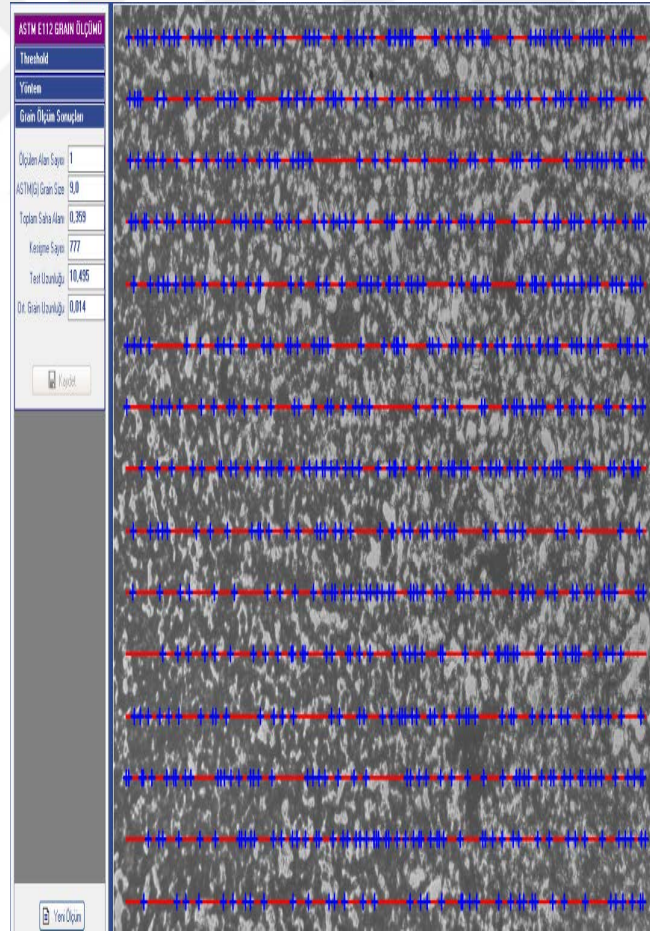 ASTM E112 GRAIN ÖLÇÜMÜ
Threshold
Yöntem
Grain Ölçüm Sonuçları
Ölçülen Alan Sayısı 1
ASTM(G) Grain Size 9,0
Toplam Saha Alanı 0,359
Kesişme Sayısı 777
Test Uzunluğu 10,495
Ort. Grain Uzunluğu 0,014
Kaydet
Yeni Ölçüm